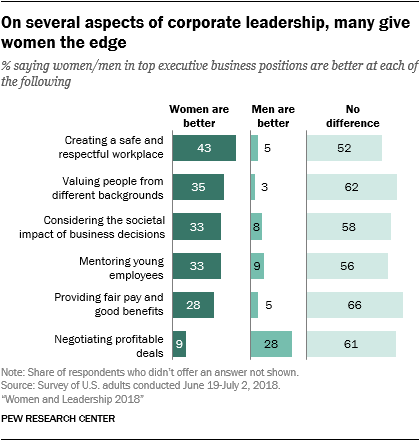 On several aspects of corporate leadership, many give
women the edge
% saying women/men in top executive business positions are better at each of
the following
Women are
better
Men are
better
No
difference
Creating a safe and
respectful workplace
43
5
52
Valuing people from
different backgrounds
35
3
62
Considering the societal
impact of business decisions
33
8
58
Mentoring young
employees
33
9
56
Providing fair pay and
good benefits
28
5
66
Negotiating profitable
deals
9
28
61
Note: Share of respondents who didn't offer an answer not shown.
Source: Survey of U.S. adults conducted June 19-July 2, 2018.
"Women and Leadership 2018"
PEW RESEARCH CENTER